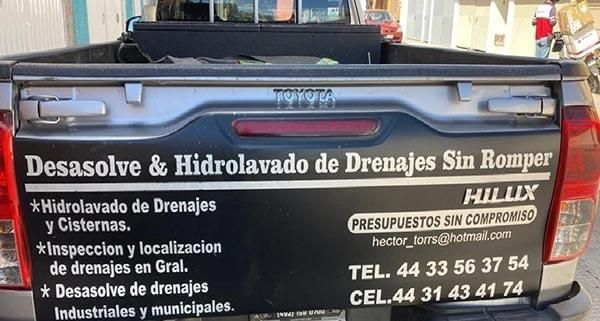 TOYOTA
Desasolve & Hidrolavado de Drenajes Sin Romper
HILUX
*Hidrolavado de Drenajes
y Cisternas.
PRESUPUESTOS SIN COMPROMISO
hector_torrs@hotmail.com
*Inspeccion y localizacion
de drenajes en Gral.
TEL. 44 33 56 37 54
* Desasolve de drenajes
Industriales y municipales.
CEL.44 31 43 41 74